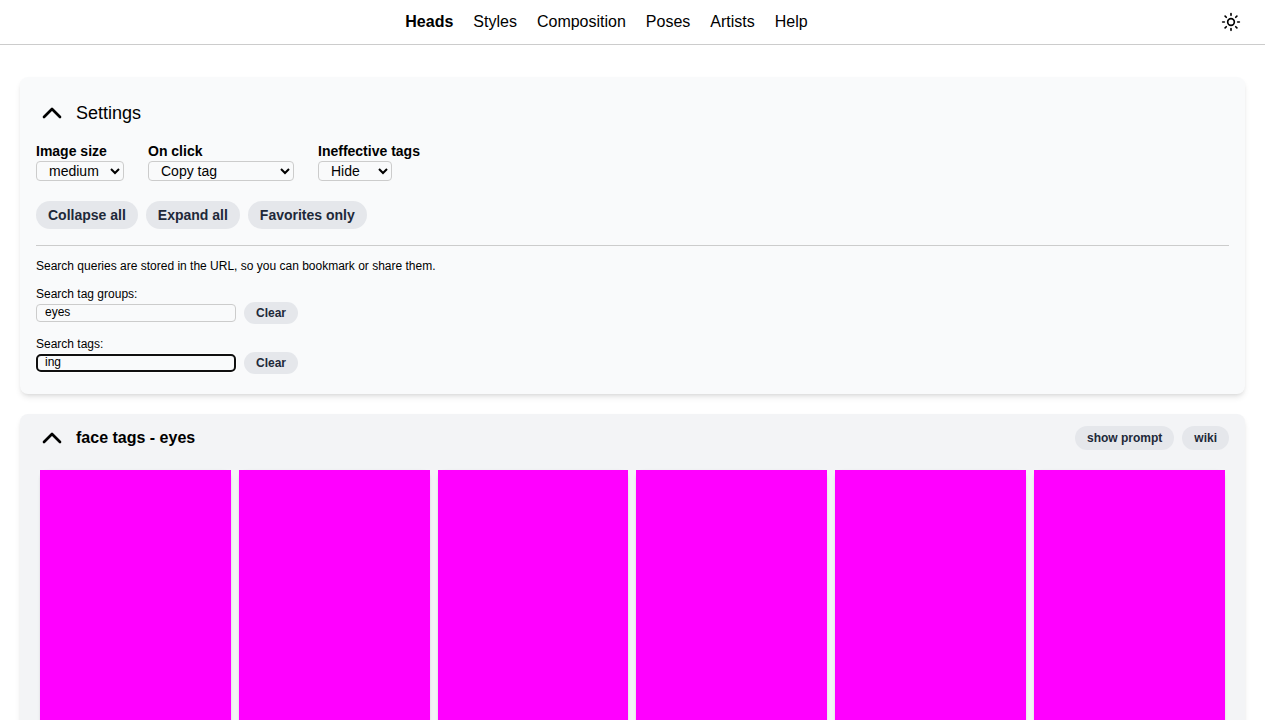 Heads Styles Composition Poses Artists Help
Settings
Image size On click Ineffective tags
medium Copy tag Hide
Collapse all Expand all Favorites only
Search queries are stored in the URL, so you can bookmark or share them.
Search tag groups:
eyes Clear
Search tags:
ing Clear
face tags - eyes show prompt wiki